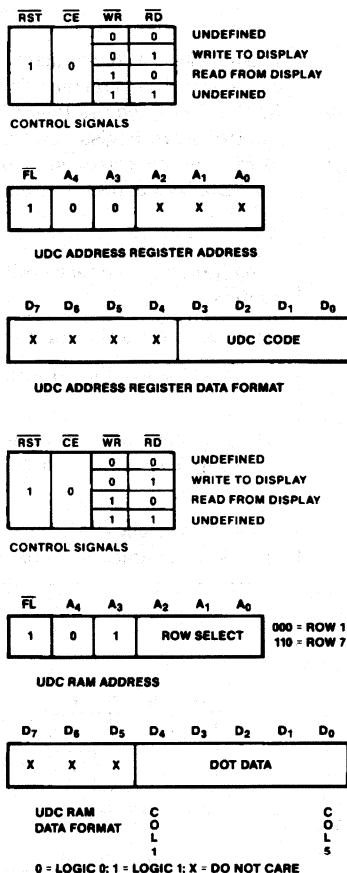 RST CE WR RD
1 0
0 0 UNDEFINED
0 1 WRITE TO DISPLAY
1 0 READ FROM DISPLAY
1 1 UNDEFINED
CONTROL SIGNALS
FL A4 A3 A2 A1 A0
1 0 0 X X X
UDC ADDRESS REGISTER ADDRESS
D7 D6 D5 D4 D3 D2 D1 D0
X X X X UDC CODE
UDC ADDRESS REGISTER DATA FORMAT
RST CE WR RD
1 0
0 0 UNDEFINED
0 1 WRITE TO DISPLAY
1 0 READ FROM DISPLAY
1 1 UNDEFINED
CONTROL SIGNALS
FL A4 A3 A2 A1 A0
1 0 1 ROW SELECT
000 = ROW 1
110 = ROW 7
UDC RAM ADDRESS
D7 D6 D5 D4 D3 D2 D1 D0
X X X DOT DATA
UDC RAM
DATA FORMAT
COL1
COL5
0 = LOGIC 0; 1 = LOGIC 1; X = DO NOT CARE